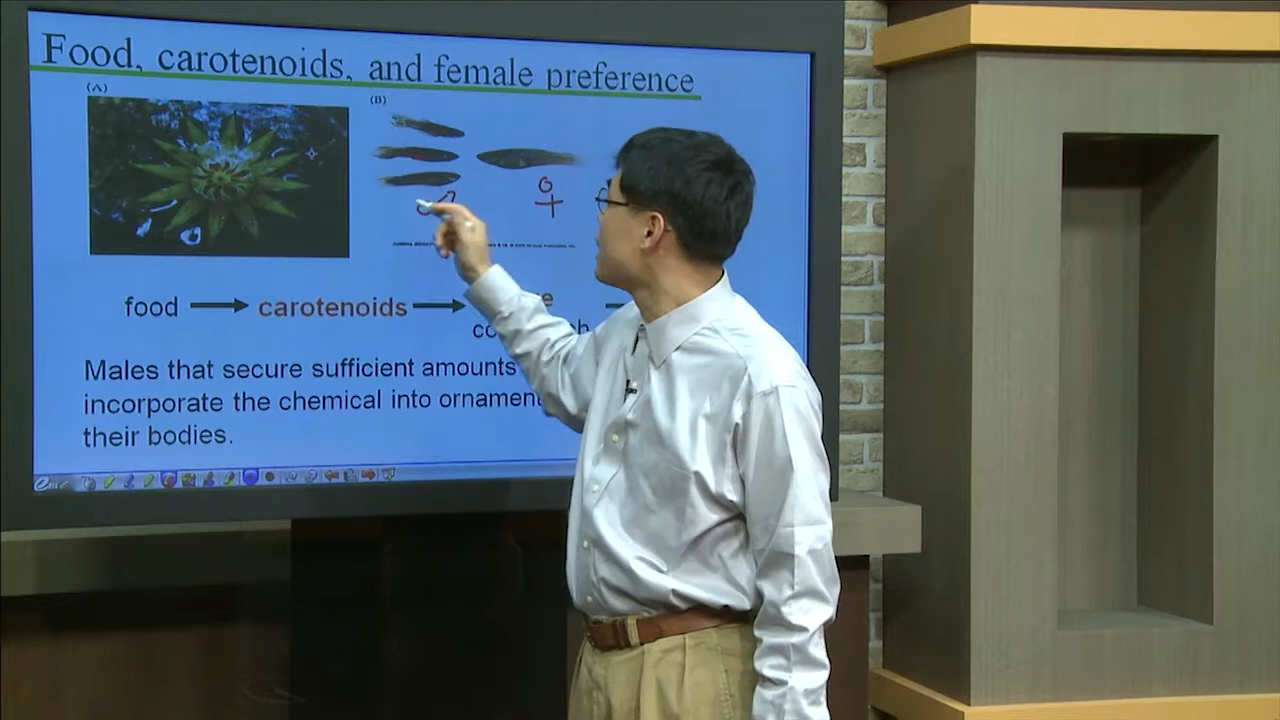 Food, carotenoids, and female preference
(A)
(B)
♂
♀
food → carotenoids →
Males that secure sufficient amounts
incorporate the chemical into ornament
their bodies.